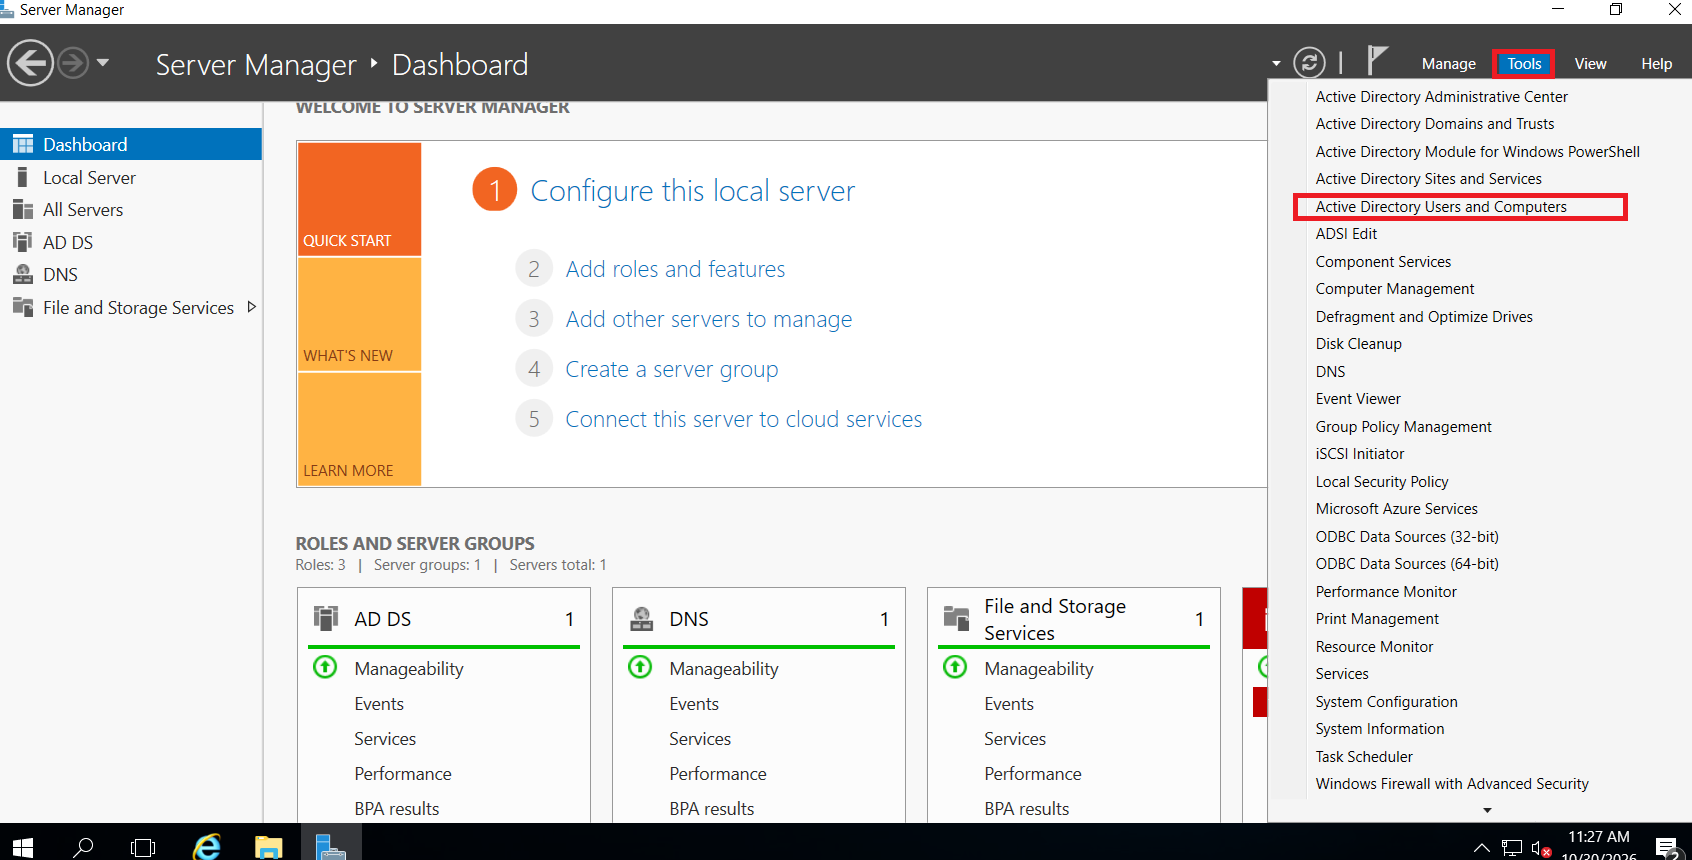 Server Manager
Server Manager ‣ Dashboard
Manage Tools View Help
Dashboard
Local Server
All Servers
AD DS
DNS
File and Storage Services
WELCOME TO SERVER MANAGER
QUICK START
WHAT'S NEW
LEARN MORE
1 Configure this local server
2 Add roles and features
3 Add other servers to manage
4 Create a server group
5 Connect this server to cloud services
ROLES AND SERVER GROUPS
Roles: 3 | Server groups: 1 | Servers total: 1
AD DS 1
Manageability
Events
Services
Performance
BPA results
DNS 1
Manageability
Events
Services
Performance
BPA results
File and Storage
Services 1
Manageability
Events
Services
Performance
BPA results
Active Directory Administrative Center
Active Directory Domains and Trusts
Active Directory Module for Windows PowerShell
Active Directory Sites and Services
Active Directory Users and Computers
ADSI Edit
Component Services
Computer Management
Defragment and Optimize Drives
Disk Cleanup
DNS
Event Viewer
Group Policy Management
iSCSI Initiator
Local Security Policy
Microsoft Azure Services
ODBC Data Sources (32-bit)
ODBC Data Sources (64-bit)
Performance Monitor
Print Management
Resource Monitor
Services
System Configuration
System Information
Task Scheduler
Windows Firewall with Advanced Security
11:27 AM
10/30/2026
2